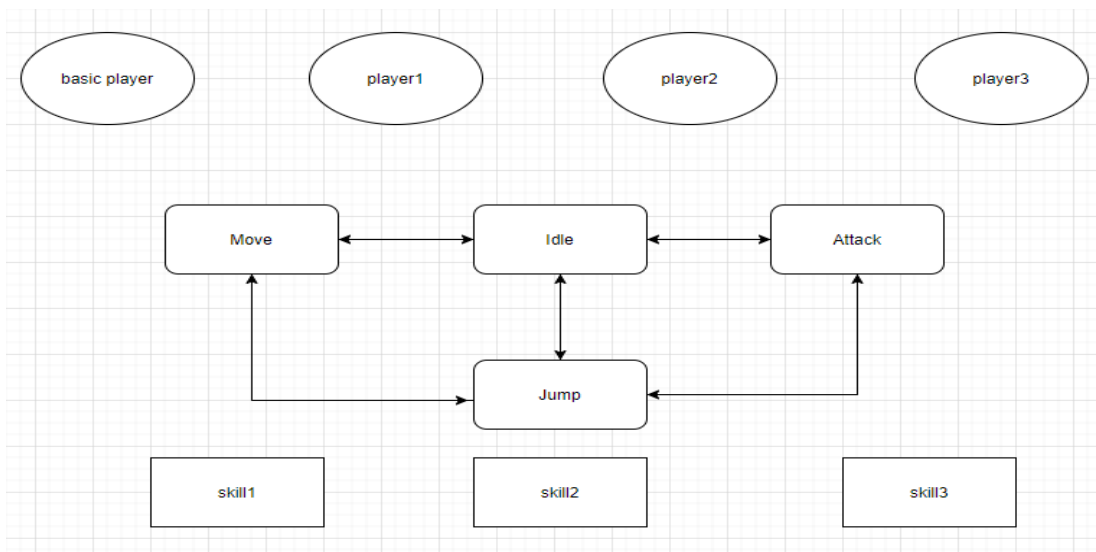 basic player
player1
player2
player3
Move
Idle
Attack
Jump
skill1
skill2
skill3